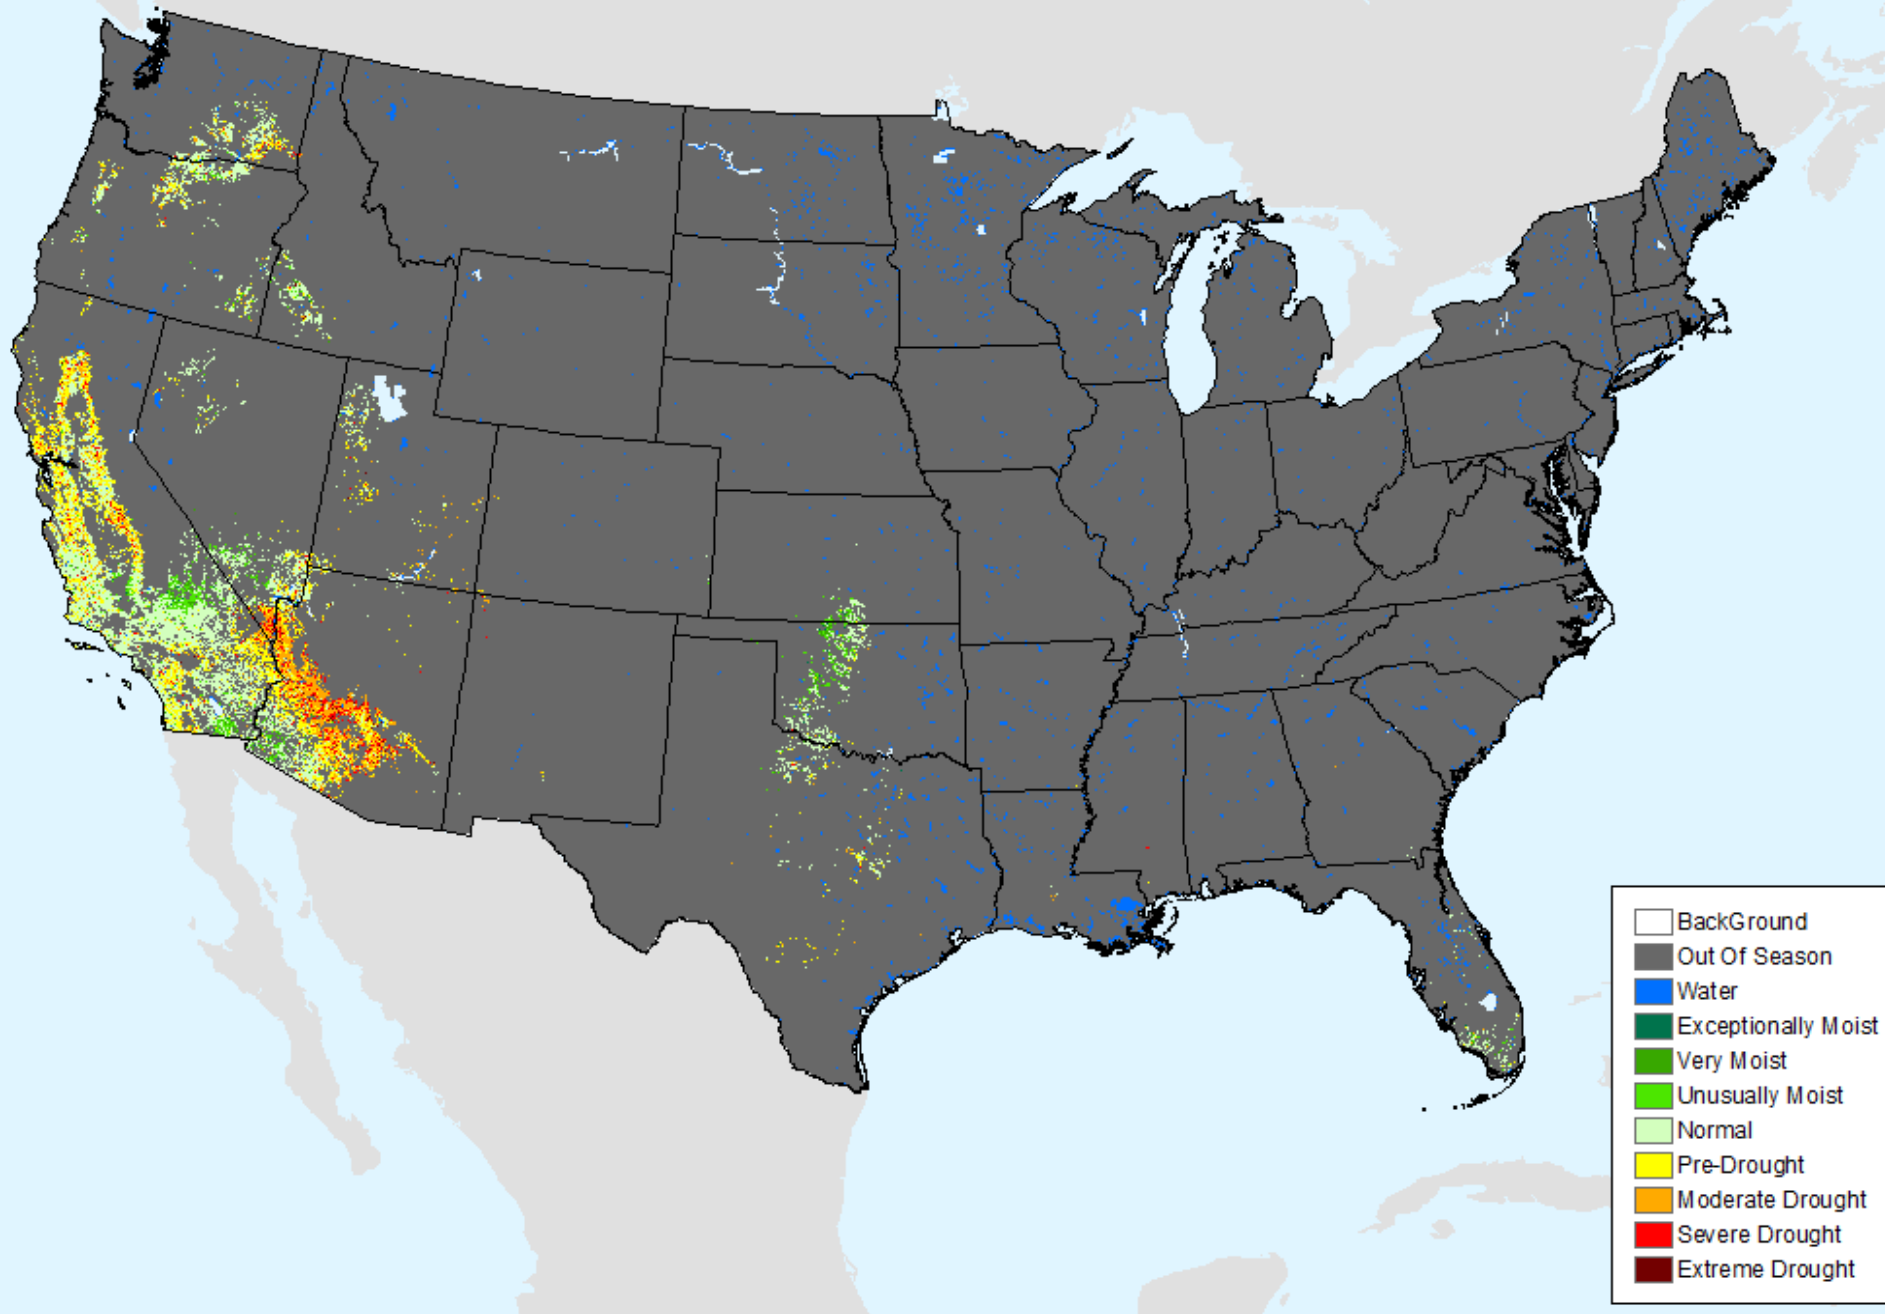 BackGround
Out Of Season
Water
Exceptionally Moist
Very Moist
Unusually Moist
Normal
Pre-Drought
Moderate Drought
Severe Drought
Extreme Drought